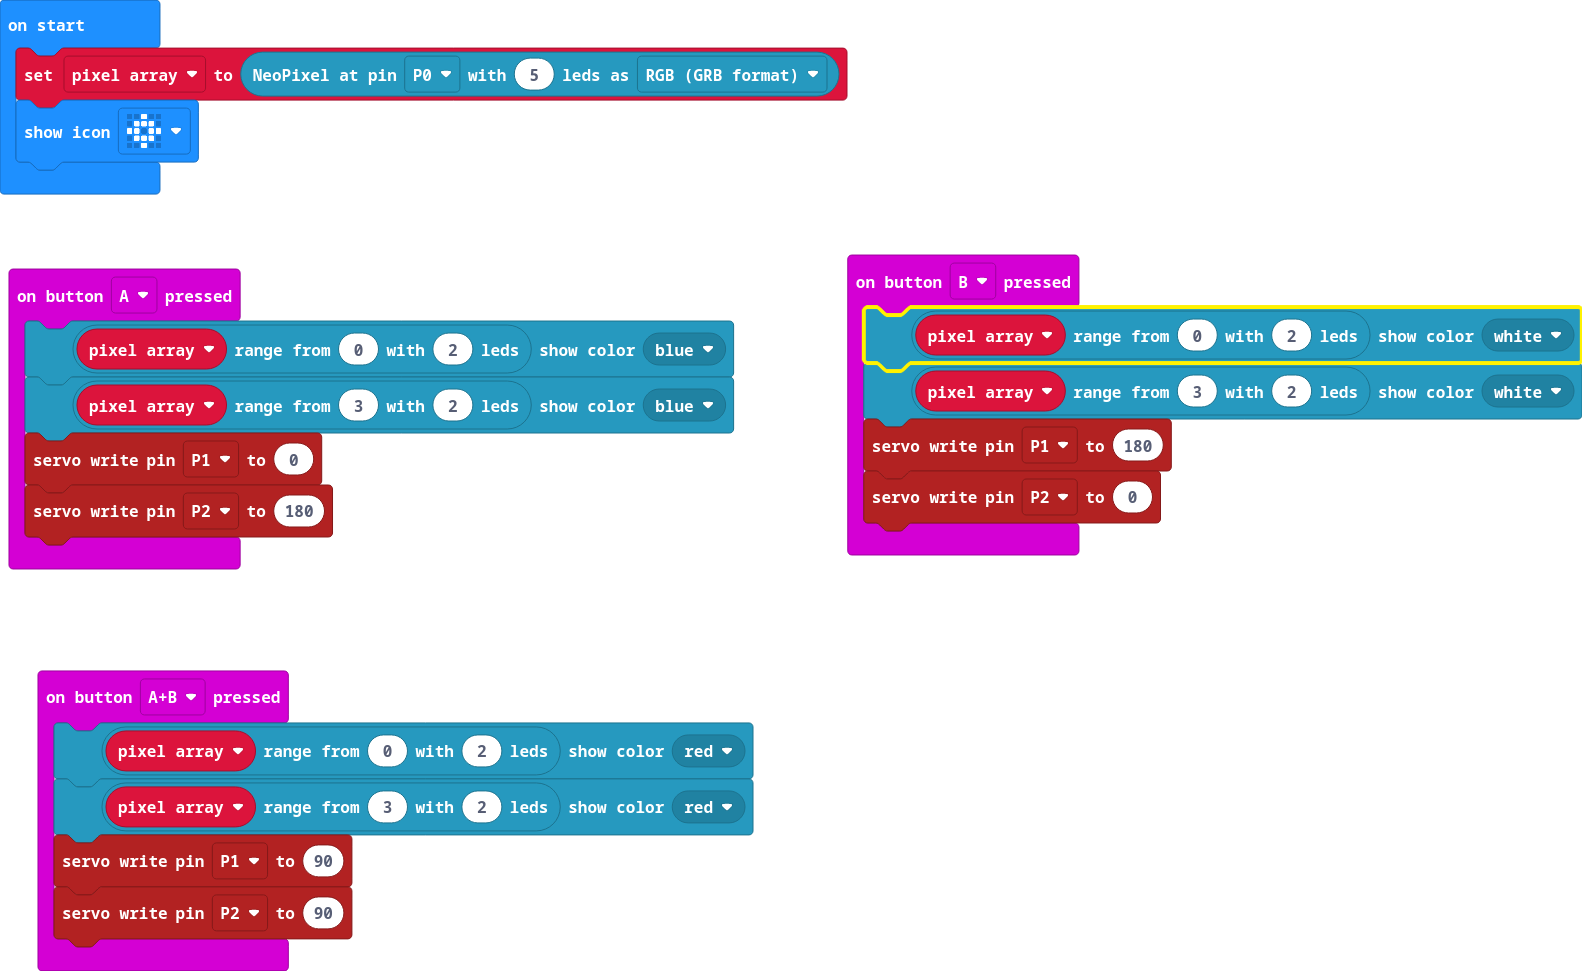 on start
set pixel array to NeoPixel at pin P0 with 5 leds as RGB (GRB format)
show icon
on button A pressed
pixel array range from 0 with 2 leds show color blue
pixel array range from 3 with 2 leds show color blue
servo write pin P1 to 0
servo write pin P2 to 180
on button B pressed
pixel array range from 0 with 2 leds show color white
pixel array range from 3 with 2 leds show color white
servo write pin P1 to 180
servo write pin P2 to 0
on button A+B pressed
pixel array range from 0 with 2 leds show color red
pixel array range from 3 with 2 leds show color red
servo write pin P1 to 90
servo write pin P2 to 90